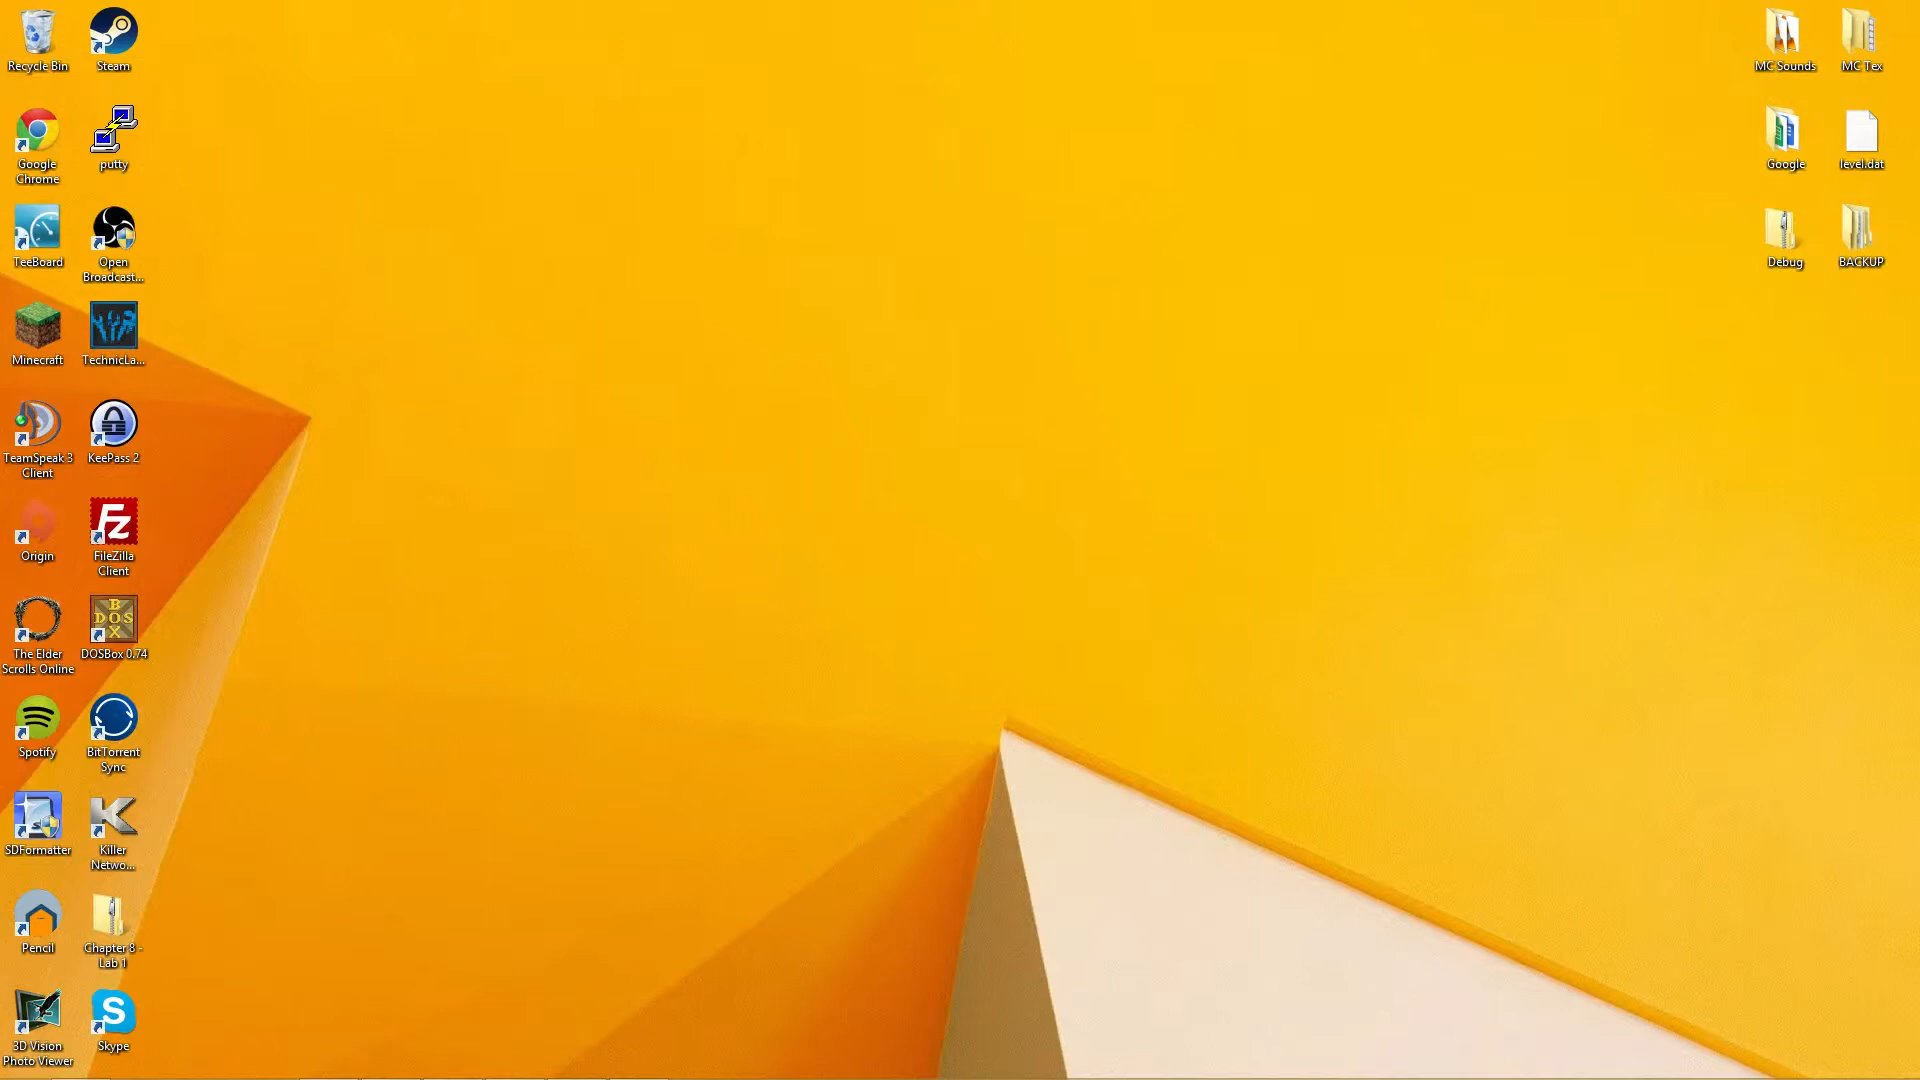 Recycle Bin
Steam
Google
Chrome
putty
TeeBoard
Open
Broadcast...
Minecraft
TechnicLa...
TeamSpeak 3
Client
KeePass 2
Origin
FileZilla
Client
The Elder
Scrolls Online
DOSBox 0.74
Spotify
BitTorrent
Sync
SDFormatter
Killer
Netwo...
Pencil
Chapter 8 -
Lab 1
3D Vision
Photo Viewer
Skype
MC Sounds
MC Tex
Google
level.dat
Debug
BACKUP